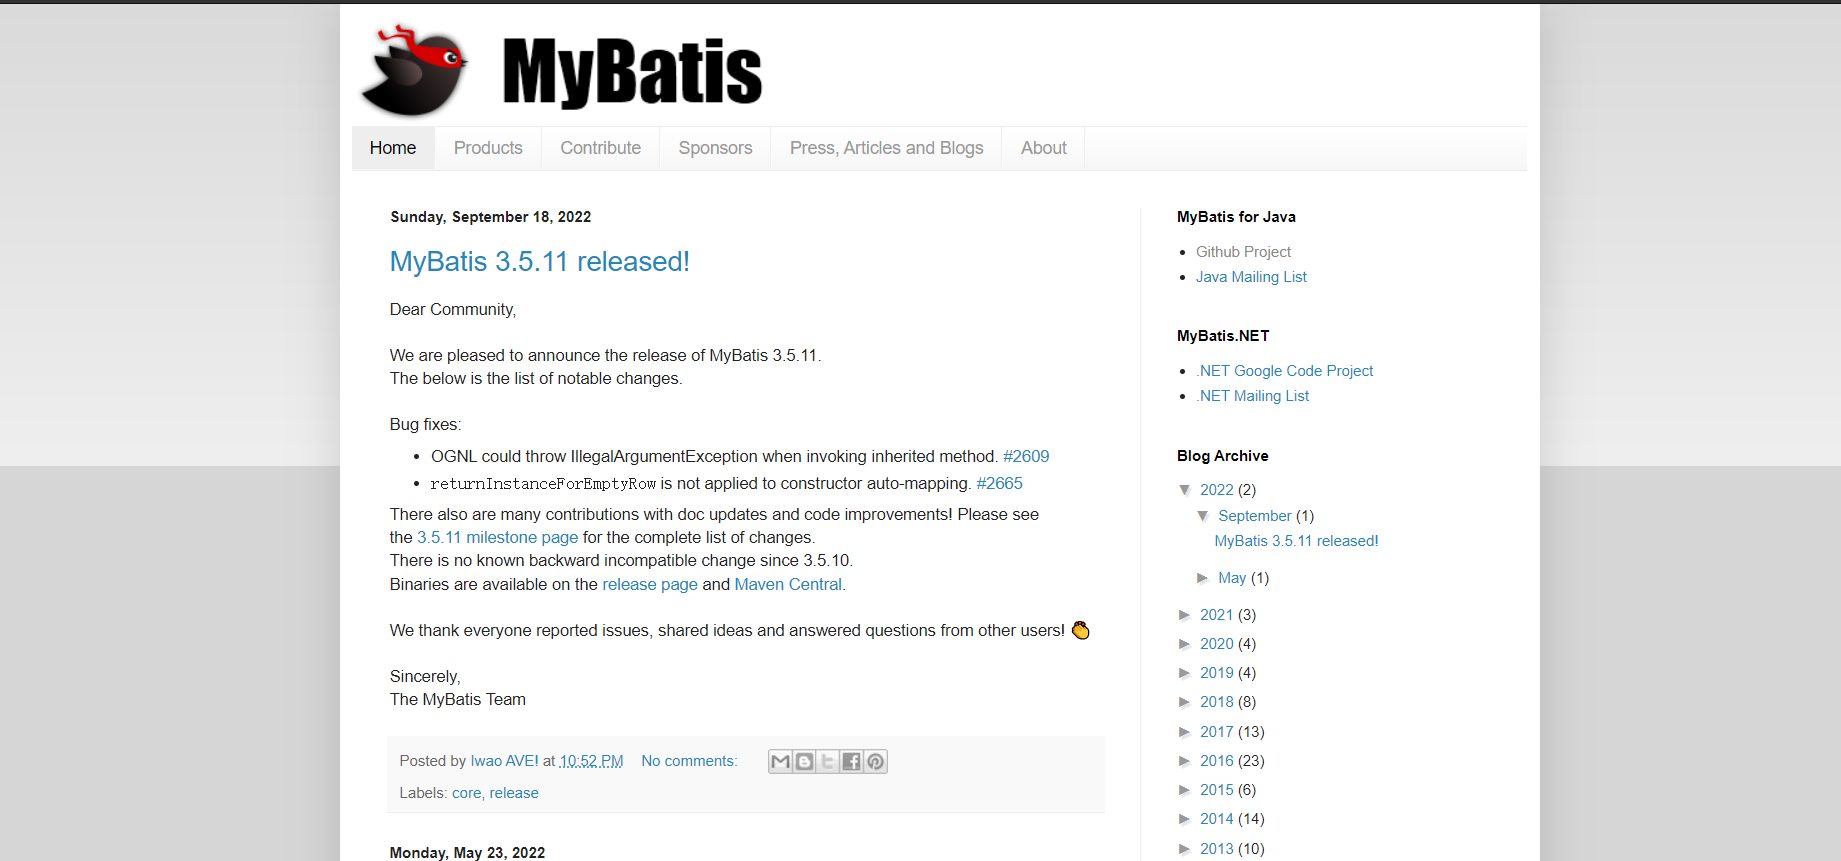 MyBatis
Home Products Contribute Sponsors Press, Articles and Blogs About
Sunday, September 18, 2022
MyBatis 3.5.11 released!
Dear Community,
We are pleased to announce the release of MyBatis 3.5.11.
The below is the list of notable changes.
Bug fixes:
OGNL could throw IllegalArgumentException when invoking inherited method. #2609
returnInstanceForEmptyRow is not applied to constructor auto-mapping. #2665
There also are many contributions with doc updates and code improvements! Please see
the 3.5.11 milestone page for the complete list of changes.
There is no known backward incompatible change since 3.5.10.
Binaries are available on the release page and Maven Central.
We thank everyone reported issues, shared ideas and answered questions from other users! 👏
Sincerely,
The MyBatis Team
Posted by Iwao AVE! at 10:52 PM No comments:
Labels: core, release
Monday, May 23, 2022
MyBatis for Java
Github Project
Java Mailing List
MyBatis.NET
.NET Google Code Project
.NET Mailing List
Blog Archive
▼ 2022 (2)
▼ September (1)
MyBatis 3.5.11 released!
► May (1)
► 2021 (3)
► 2020 (4)
► 2019 (4)
► 2018 (8)
► 2017 (13)
► 2016 (23)
► 2015 (6)
► 2014 (14)
► 2013 (10)